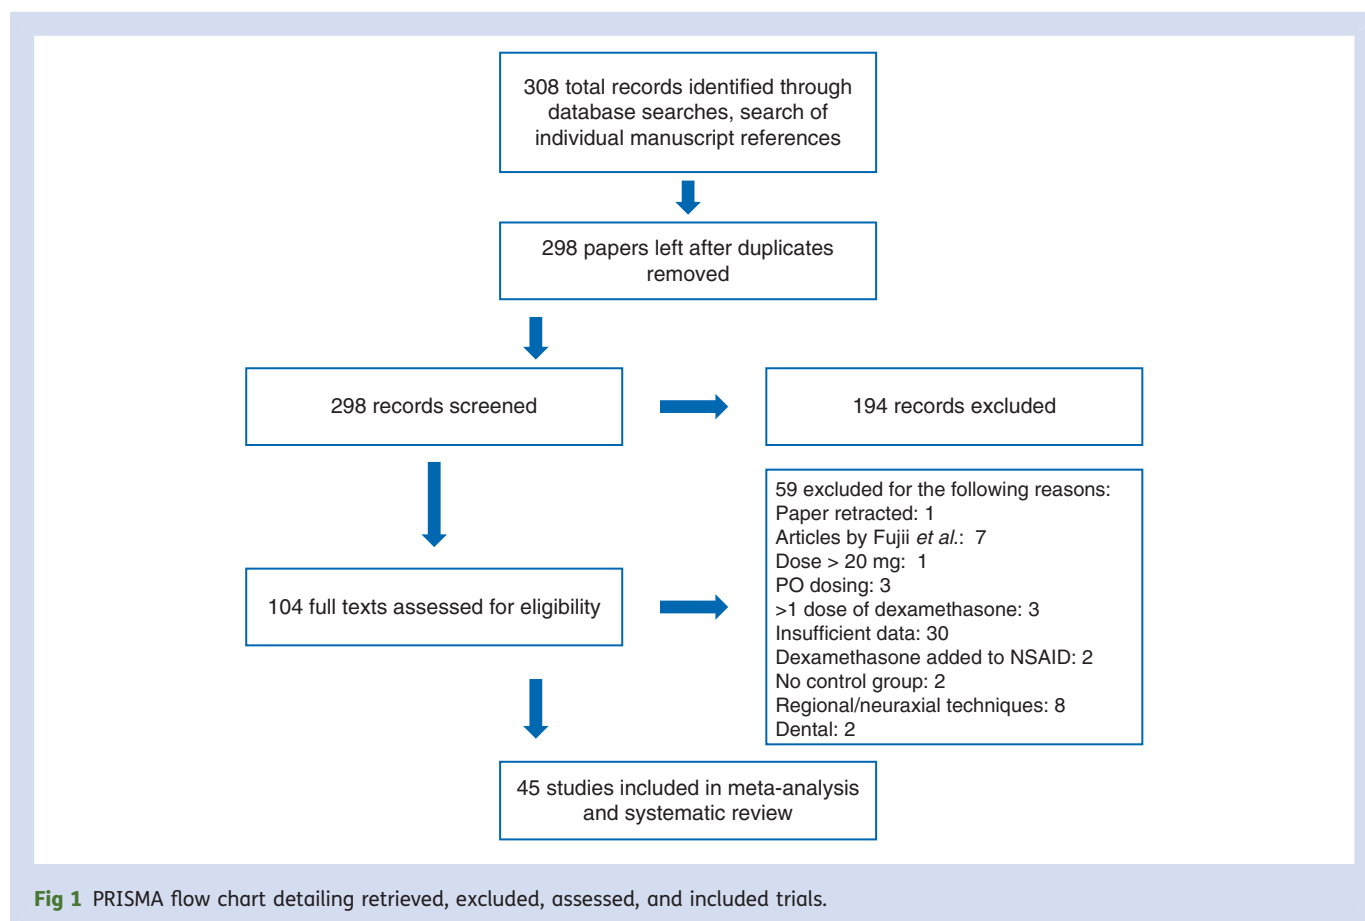 308 total records identified through
database searches, search of
individual manuscript references
298 papers left after duplicates
removed
298 records screened
194 records excluded
104 full texts assessed for eligibility
59 excluded for the following reasons:
Paper retracted: 1
Articles by Fujii et al.: 7
Dose > 20 mg: 1
PO dosing: 3
>1 dose of dexamethasone: 3
Insufficient data: 30
Dexamethasone added to NSAID: 2
No control group: 2
Regional/neuraxial techniques: 8
Dental: 2
45 studies included in meta-analysis
and systematic review
Fig 1 PRISMA flow chart detailing retrieved, excluded, assessed, and included trials.